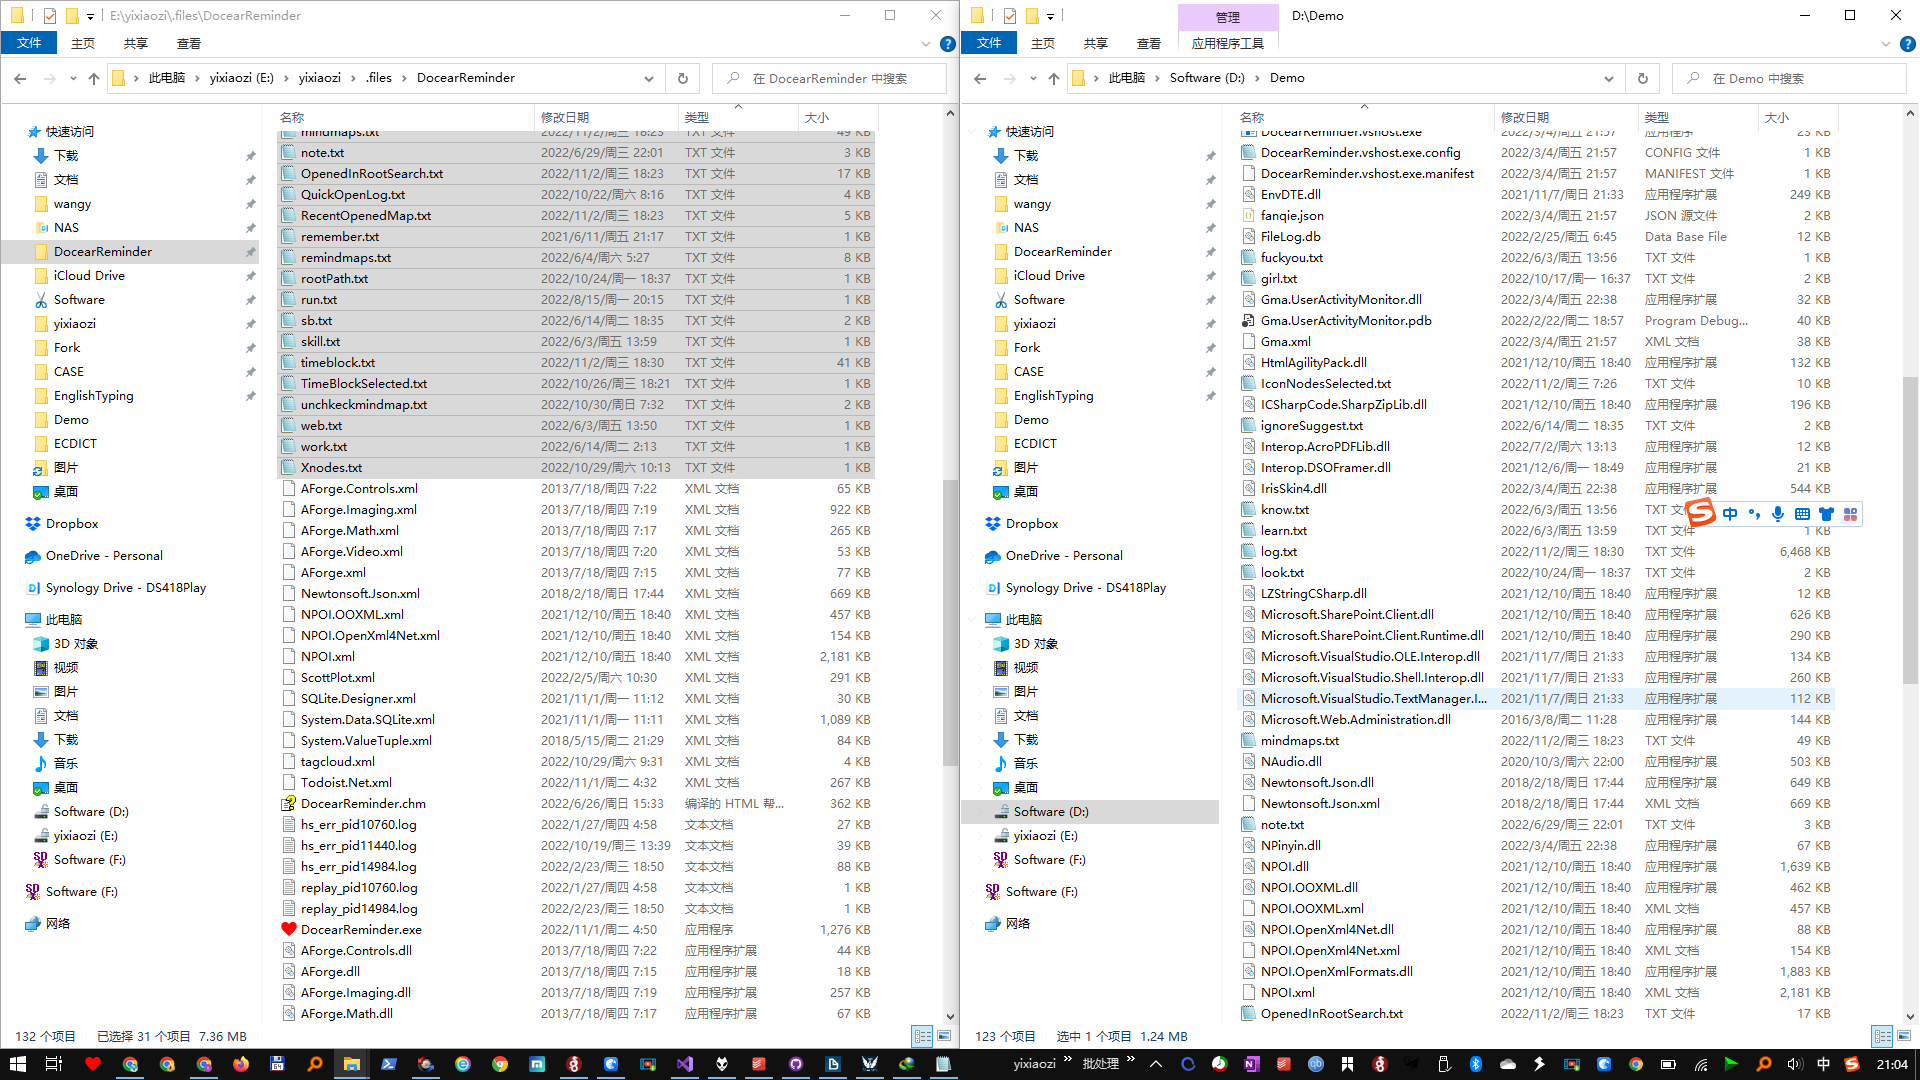 E:\yixiaozi\.files\DocearReminder
文件 主页 共享 查看
此电脑 › yixiaozi (E:) › yixiaozi › .files › DocearReminder
在 DocearReminder 中搜索
快速访问
下载
文档
wangy
NAS
DocearReminder
iCloud Drive
Software
yixiaozi
Fork
CASE
EnglishTyping
Demo
ECDICT
图片
桌面
Dropbox
OneDrive - Personal
Synology Drive - DS418Play
此电脑
3D 对象
视频
图片
文档
下载
音乐
桌面
Software (D:)
yixiaozi (E:)
Software (F:)
Software (F:)
网络
名称 修改日期 类型 大小
mindmaps.txt 2022/11/2/周三 18:23 TXT 文件 49 KB
note.txt 2022/6/29/周三 22:01 TXT 文件 3 KB
OpenedInRootSearch.txt 2022/11/2/周三 18:23 TXT 文件 17 KB
QuickOpenLog.txt 2022/10/22/周六 8:16 TXT 文件 4 KB
RecentOpenedMap.txt 2022/11/2/周三 18:23 TXT 文件 5 KB
remember.txt 2021/6/11/周五 21:17 TXT 文件 1 KB
remindmaps.txt 2022/6/4/周六 5:27 TXT 文件 8 KB
rootPath.txt 2022/10/24/周一 18:37 TXT 文件 1 KB
run.txt 2022/8/15/周一 20:15 TXT 文件 1 KB
sb.txt 2022/6/14/周二 18:35 TXT 文件 2 KB
skill.txt 2022/6/3/周五 13:59 TXT 文件 1 KB
timeblock.txt 2022/11/2/周三 18:30 TXT 文件 41 KB
TimeBlockSelected.txt 2022/10/26/周三 18:21 TXT 文件 1 KB
unchkeckmindmap.txt 2022/10/30/周日 7:32 TXT 文件 2 KB
web.txt 2022/6/3/周五 13:50 TXT 文件 1 KB
work.txt 2022/6/14/周二 2:13 TXT 文件 1 KB
Xnodes.txt 2022/10/29/周六 10:13 TXT 文件 1 KB
AForge.Controls.xml 2013/7/18/周四 7:22 XML 文档 65 KB
AForge.Imaging.xml 2013/7/18/周四 7:19 XML 文档 922 KB
AForge.Math.xml 2013/7/18/周四 7:17 XML 文档 265 KB
AForge.Video.xml 2013/7/18/周四 7:20 XML 文档 53 KB
AForge.xml 2013/7/18/周四 7:15 XML 文档 77 KB
Newtonsoft.Json.xml 2018/2/18/周日 17:44 XML 文档 669 KB
NPOI.OOXML.xml 2021/12/10/周五 18:40 XML 文档 457 KB
NPOI.OpenXml4Net.xml 2021/12/10/周五 18:40 XML 文档 154 KB
NPOI.xml 2021/12/10/周五 18:40 XML 文档 2,181 KB
ScottPlot.xml 2022/2/5/周六 10:30 XML 文档 291 KB
SQLite.Designer.xml 2021/11/1/周一 11:12 XML 文档 30 KB
System.Data.SQLite.xml 2021/11/1/周一 11:11 XML 文档 1,089 KB
System.ValueTuple.xml 2018/5/15/周二 21:29 XML 文档 84 KB
tagcloud.xml 2022/10/29/周六 9:31 XML 文档 4 KB
Todoist.Net.xml 2022/11/1/周二 4:32 XML 文档 267 KB
DocearReminder.chm 2022/6/26/周日 15:33 编译的 HTML 帮... 362 KB
hs_err_pid10760.log 2022/1/27/周四 4:58 文本文档 27 KB
hs_err_pid11440.log 2022/10/19/周三 13:39 文本文档 39 KB
hs_err_pid14984.log 2022/2/23/周三 18:50 文本文档 88 KB
replay_pid10760.log 2022/1/27/周四 4:58 文本文档 1 KB
replay_pid14984.log 2022/2/23/周三 18:50 文本文档 1 KB
DocearReminder.exe 2022/11/1/周二 4:50 应用程序 1,276 KB
AForge.Controls.dll 2013/7/18/周四 7:22 应用程序扩展 44 KB
AForge.dll 2013/7/18/周四 7:15 应用程序扩展 18 KB
AForge.Imaging.dll 2013/7/18/周四 7:19 应用程序扩展 257 KB
AForge.Math.dll 2013/7/18/周四 7:17 应用程序扩展 67 KB
132 个项目 已选择 31 个项目 7.36 MB
管理 D:\Demo
文件 主页 共享 查看 应用程序工具
此电脑 › Software (D:) › Demo
在 Demo 中搜索
快速访问
下载
文档
wangy
NAS
DocearReminder
iCloud Drive
Software
yixiaozi
Fork
CASE
EnglishTyping
Demo
ECDICT
图片
桌面
Dropbox
OneDrive - Personal
Synology Drive - DS418Play
此电脑
3D 对象
视频
图片
文档
下载
音乐
桌面
Software (D:)
yixiaozi (E:)
Software (F:)
Software (F:)
网络
名称 修改日期 类型 大小
DocearReminder.vshost.exe 2022/3/4/周五 21:57 应用程序 23 KB
DocearReminder.vshost.exe.config 2022/3/4/周五 21:57 CONFIG 文件 1 KB
DocearReminder.vshost.exe.manifest 2022/3/4/周五 21:57 MANIFEST 文件 1 KB
EnvDTE.dll 2021/11/7/周日 21:33 应用程序扩展 249 KB
fanqie.json 2022/3/4/周五 21:57 JSON 源文件 2 KB
FileLog.db 2022/2/25/周五 6:45 Data Base File 12 KB
fuckyou.txt 2022/6/3/周五 13:56 TXT 文件 1 KB
girl.txt 2022/10/17/周一 16:37 TXT 文件 2 KB
Gma.UserActivityMonitor.dll 2022/3/4/周五 22:38 应用程序扩展 32 KB
Gma.UserActivityMonitor.pdb 2022/2/22/周二 18:57 Program Debug... 40 KB
Gma.xml 2022/3/4/周五 21:57 XML 文档 38 KB
HtmlAgilityPack.dll 2021/12/10/周五 18:40 应用程序扩展 132 KB
IconNodesSelected.txt 2022/11/2/周三 7:26 TXT 文件 10 KB
ICSharpCode.SharpZipLib.dll 2021/12/10/周五 18:40 应用程序扩展 196 KB
ignoreSuggest.txt 2022/6/14/周二 18:35 TXT 文件 2 KB
Interop.AcroPDFLib.dll 2022/7/2/周六 13:13 应用程序扩展 12 KB
Interop.DSOFramer.dll 2021/12/6/周一 18:49 应用程序扩展 21 KB
IrisSkin4.dll 2022/3/4/周五 22:38 应用程序扩展 544 KB
know.txt 2022/6/3/周五 13:56 TXT 文
learn.txt 2022/6/3/周五 13:59 TXT 文件 1 KB
log.txt 2022/11/2/周三 18:30 TXT 文件 6,468 KB
look.txt 2022/10/24/周一 18:37 TXT 文件 2 KB
LZStringCSharp.dll 2021/12/10/周五 18:40 应用程序扩展 12 KB
Microsoft.SharePoint.Client.dll 2021/12/10/周五 18:40 应用程序扩展 626 KB
Microsoft.SharePoint.Client.Runtime.dll 2021/12/10/周五 18:40 应用程序扩展 290 KB
Microsoft.VisualStudio.OLE.Interop.dll 2021/11/7/周日 21:33 应用程序扩展 134 KB
Microsoft.VisualStudio.Shell.Interop.dll 2021/11/7/周日 21:33 应用程序扩展 260 KB
Microsoft.VisualStudio.TextManager.I... 2021/11/7/周日 21:33 应用程序扩展 112 KB
Microsoft.Web.Administration.dll 2016/3/8/周二 11:28 应用程序扩展 144 KB
mindmaps.txt 2022/11/2/周三 18:23 TXT 文件 49 KB
NAudio.dll 2020/10/3/周六 22:00 应用程序扩展 503 KB
Newtonsoft.Json.dll 2018/2/18/周日 17:44 应用程序扩展 649 KB
Newtonsoft.Json.xml 2018/2/18/周日 17:44 XML 文档 669 KB
note.txt 2022/6/29/周三 22:01 TXT 文件 3 KB
NPinyin.dll 2022/3/4/周五 22:38 应用程序扩展 67 KB
NPOI.dll 2021/12/10/周五 18:40 应用程序扩展 1,639 KB
NPOI.OOXML.dll 2021/12/10/周五 18:40 应用程序扩展 462 KB
NPOI.OOXML.xml 2021/12/10/周五 18:40 XML 文档 457 KB
NPOI.OpenXml4Net.dll 2021/12/10/周五 18:40 应用程序扩展 88 KB
NPOI.OpenXml4Net.xml 2021/12/10/周五 18:40 XML 文档 154 KB
NPOI.OpenXmlFormats.dll 2021/12/10/周五 18:40 应用程序扩展 1,883 KB
NPOI.xml 2021/12/10/周五 18:40 XML 文档 2,181 KB
OpenedInRootSearch.txt 2022/11/2/周三 18:23 TXT 文件 17 KB
中
123 个项目 选中 1 个项目 1.24 MB
yixiaozi 批处理 中 21:04